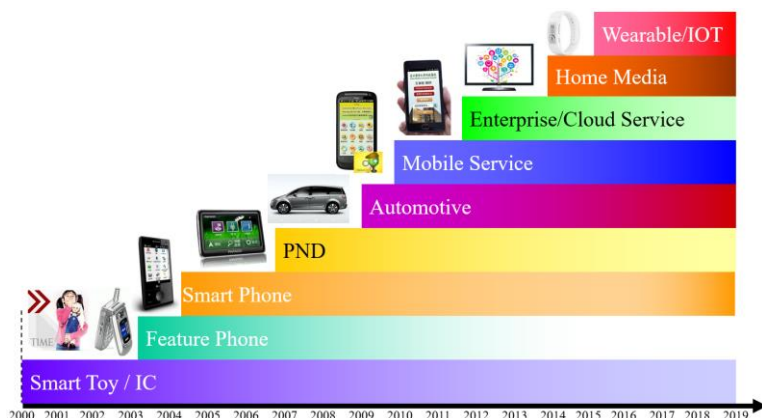 Wearable/IOT
Home Media
Enterprise/Cloud Service
Mobile Service
Automotive
PND
Smart Phone
TIME
Feature Phone
Smart Toy / IC
2000 2001 2002 2003 2004 2005 2006 2007 2008 2009 2010 2011 2012 2013 2014 2015 2016 2017 2018 2019